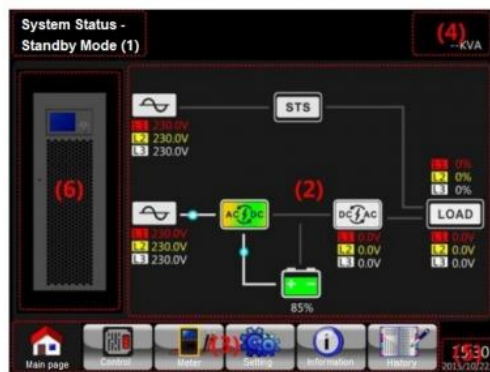 System Status -
Standby Mode (1)
(4)
--KVA
STS
L1 230.0V
L2 230.0V
L3 230.0V
(6)
(2)
L1 0%
L2 0%
L3 0%
AC DC
DC AC
LOAD
L1 230.0V
L2 230.0V
L3 230.0V
L1 0.0V
L2 0.0V
L3 0.0V
L1 0.0V
L2 0.0V
L3 0.0V
+ -
85%
(3)
(5)
15:30
Main page
Control
Meter
Setting
Information
History
2015/10/22